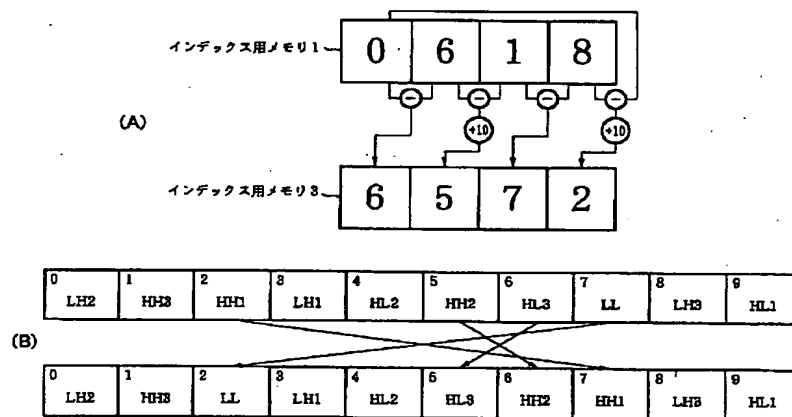 インデックス用メモリ1
0 6 1 8
− − − −
(A)
+10 +10
インデックス用メモリ3
6 5 7 2
0 1 2 3 4 5 6 7 8 9
LH2 HH3 HH1 LH1 HL2 HH2 HL3 LL LH3 HL1
(B)
0 1 2 3 4 5 6 7 8 9
LH2 HH3 LL LH1 HL2 HL3 HH2 HH1 LH3 HL1